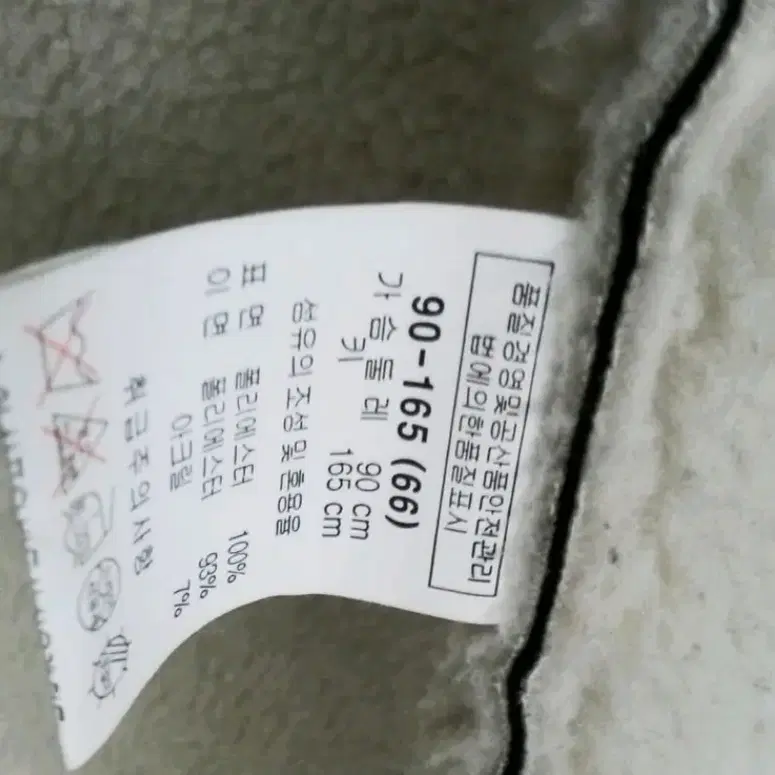 품질경영및공산품안전관리
법에의한품질표시
90-165 (66)
가슴둘레 90 cm
키 165 cm
섬유의 조성 및 혼용율
표 면 폴리에스터 100%
이 면 폴리에스터 93%
아크릴 7%
취급주의사항